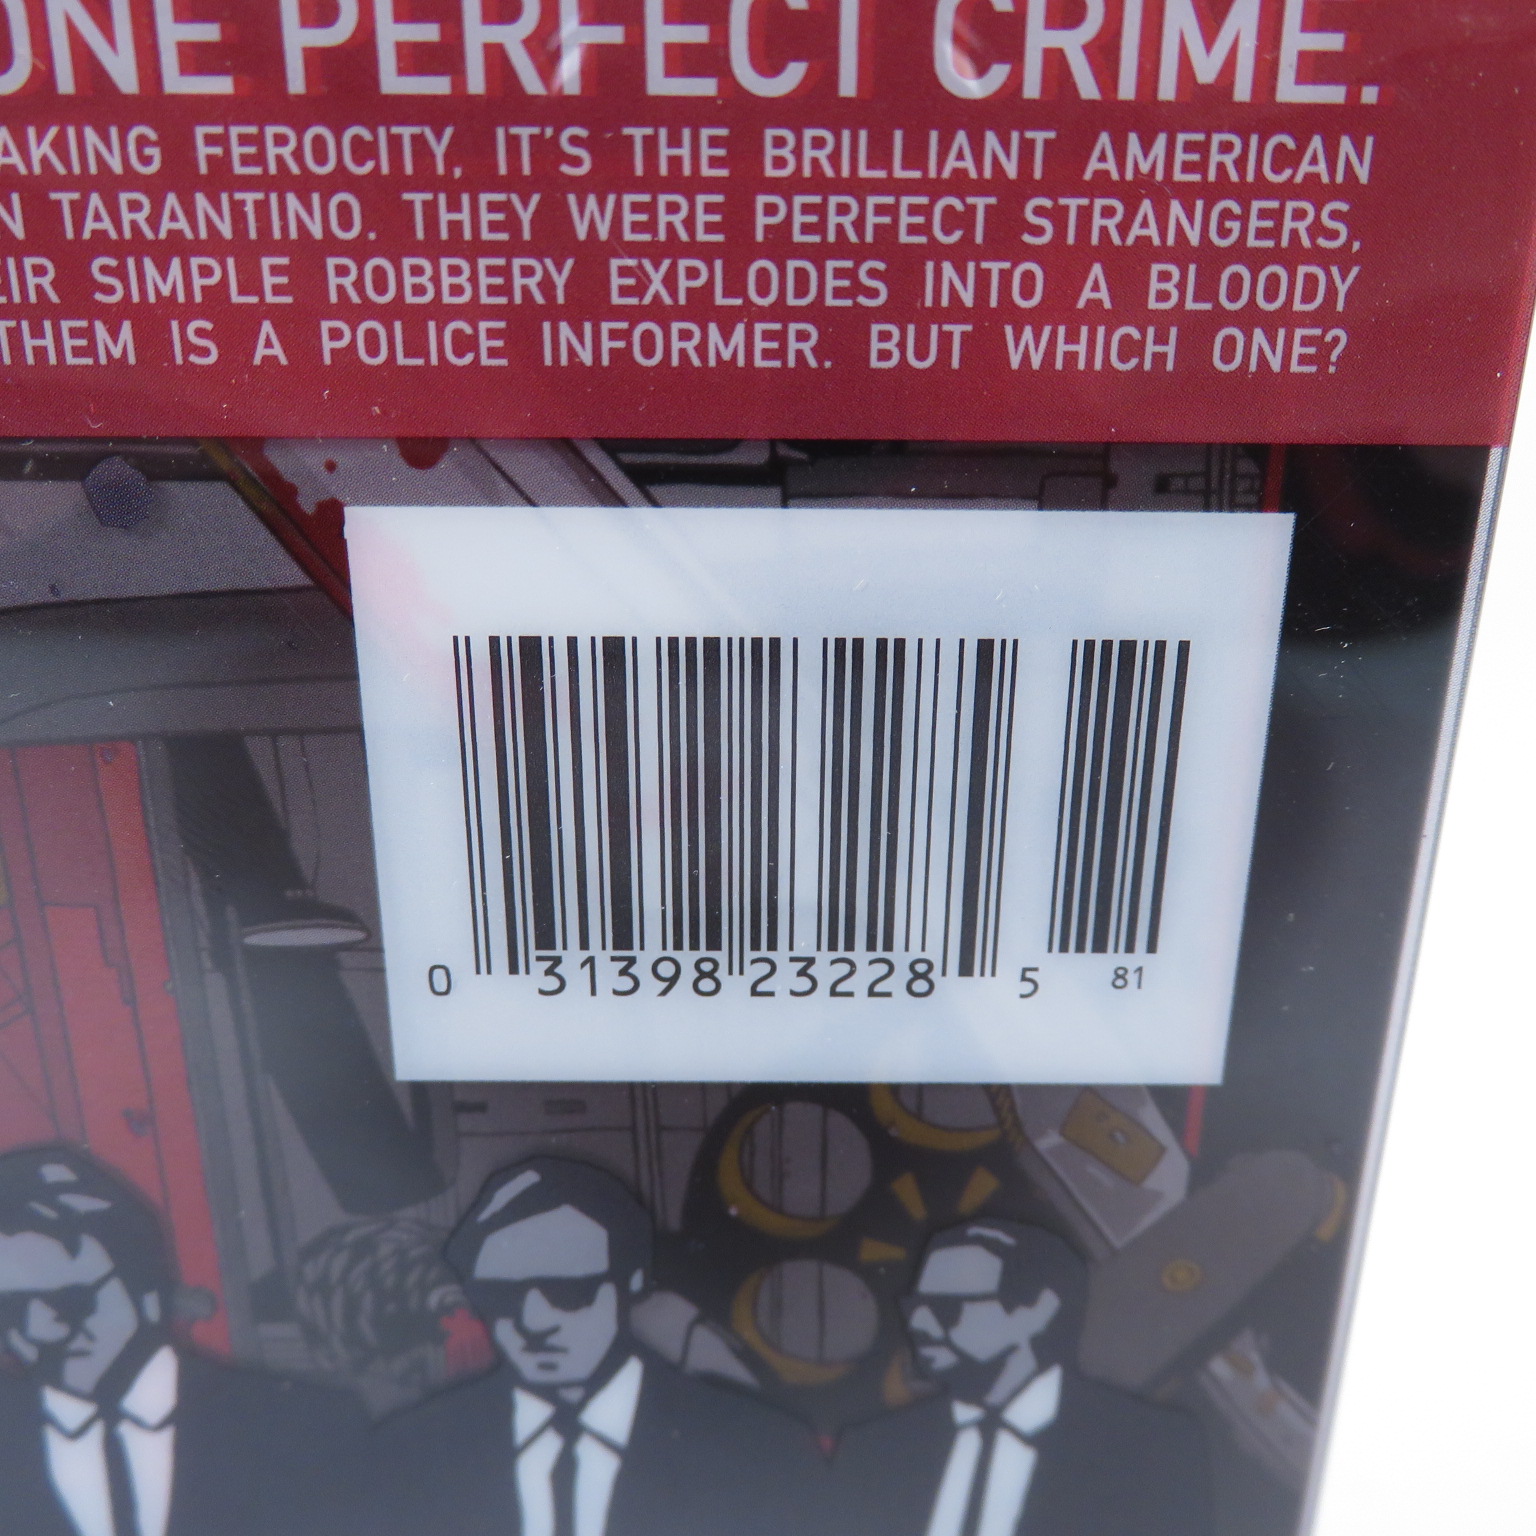 ONE PERFECT CRIME.
AKING FEROCITY, IT'S THE BRILLIANT AMERICAN
N TARANTINO. THEY WERE PERFECT STRANGERS,
EIR SIMPLE ROBBERY EXPLODES INTO A BLOODY
THEM IS A POLICE INFORMER. BUT WHICH ONE?
0 31398 23228 5 81